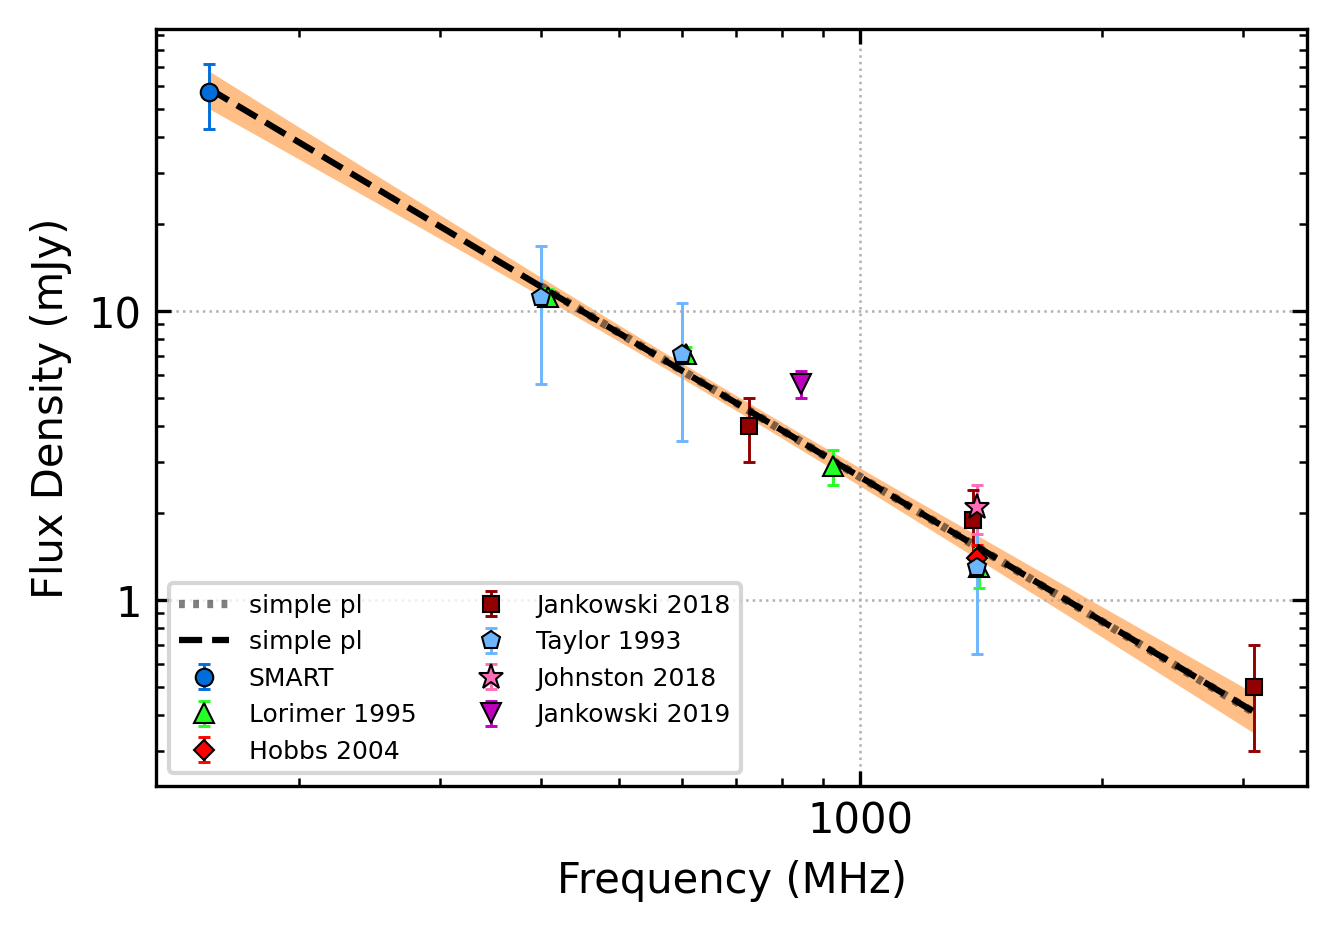 Flux Density (mJy)
10
1
simple pl
simple pl
SMART
Lorimer 1995
Hobbs 2004
Jankowski 2018
Taylor 1993
Johnston 2018
Jankowski 2019
1000
Frequency (MHz)